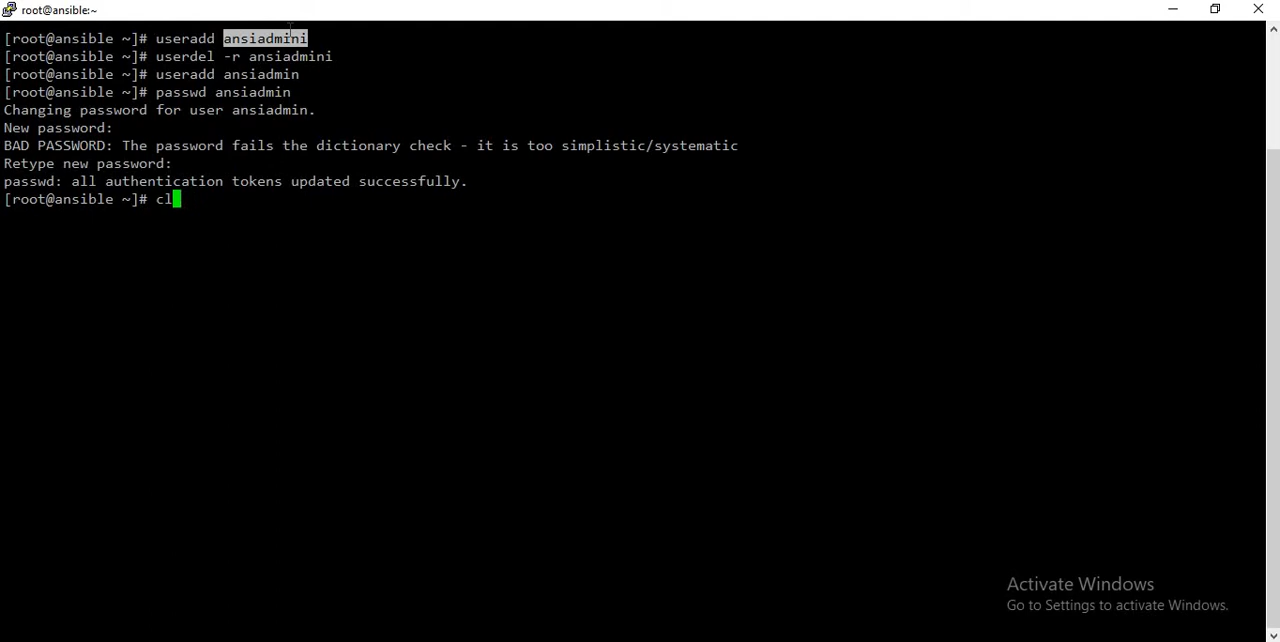 root@ansible:~
[root@ansible ~]# useradd ansiadmini
[root@ansible ~]# userdel -r ansiadmini
[root@ansible ~]# useradd ansiadmin
[root@ansible ~]# passwd ansiadmin
Changing password for user ansiadmin.
New password:
BAD PASSWORD: The password fails the dictionary check - it is too simplistic/systematic
Retype new password:
passwd: all authentication tokens updated successfully.
[root@ansible ~]# cl
Activate Windows
Go to Settings to activate Windows.